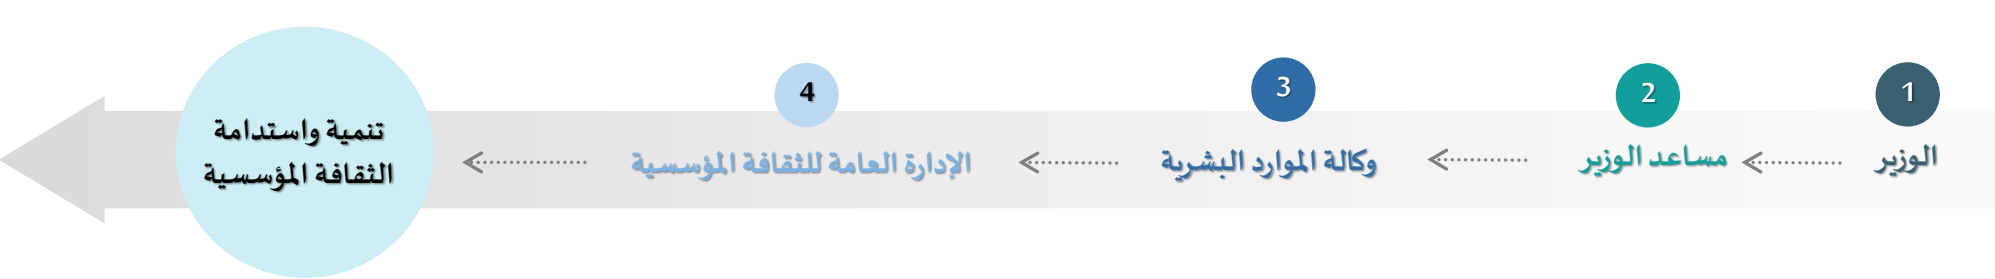 1
الوزير
2
مساعد الوزير
3
وكالة الموارد البشرية
4
الإدارة العامة للثقافة المؤسسية
تنمية واستدامة
الثقافة المؤسسية